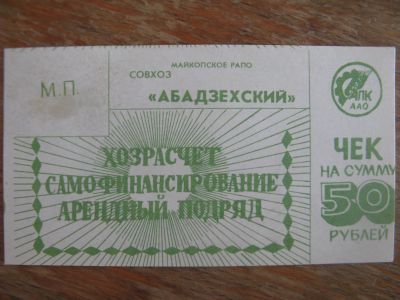 МАЙКОПСКОЕ РАПО
СОВХОЗ
«АБАДЗЕХСКИЙ»
М.П.
АПК
ААО
ХОЗРАСЧЕТ
САМОФИНАНСИРОВАНИЕ
АРЕНДНЫЙ ПОДРЯД
ЧЕК
НА СУММУ
50
РУБЛЕЙ